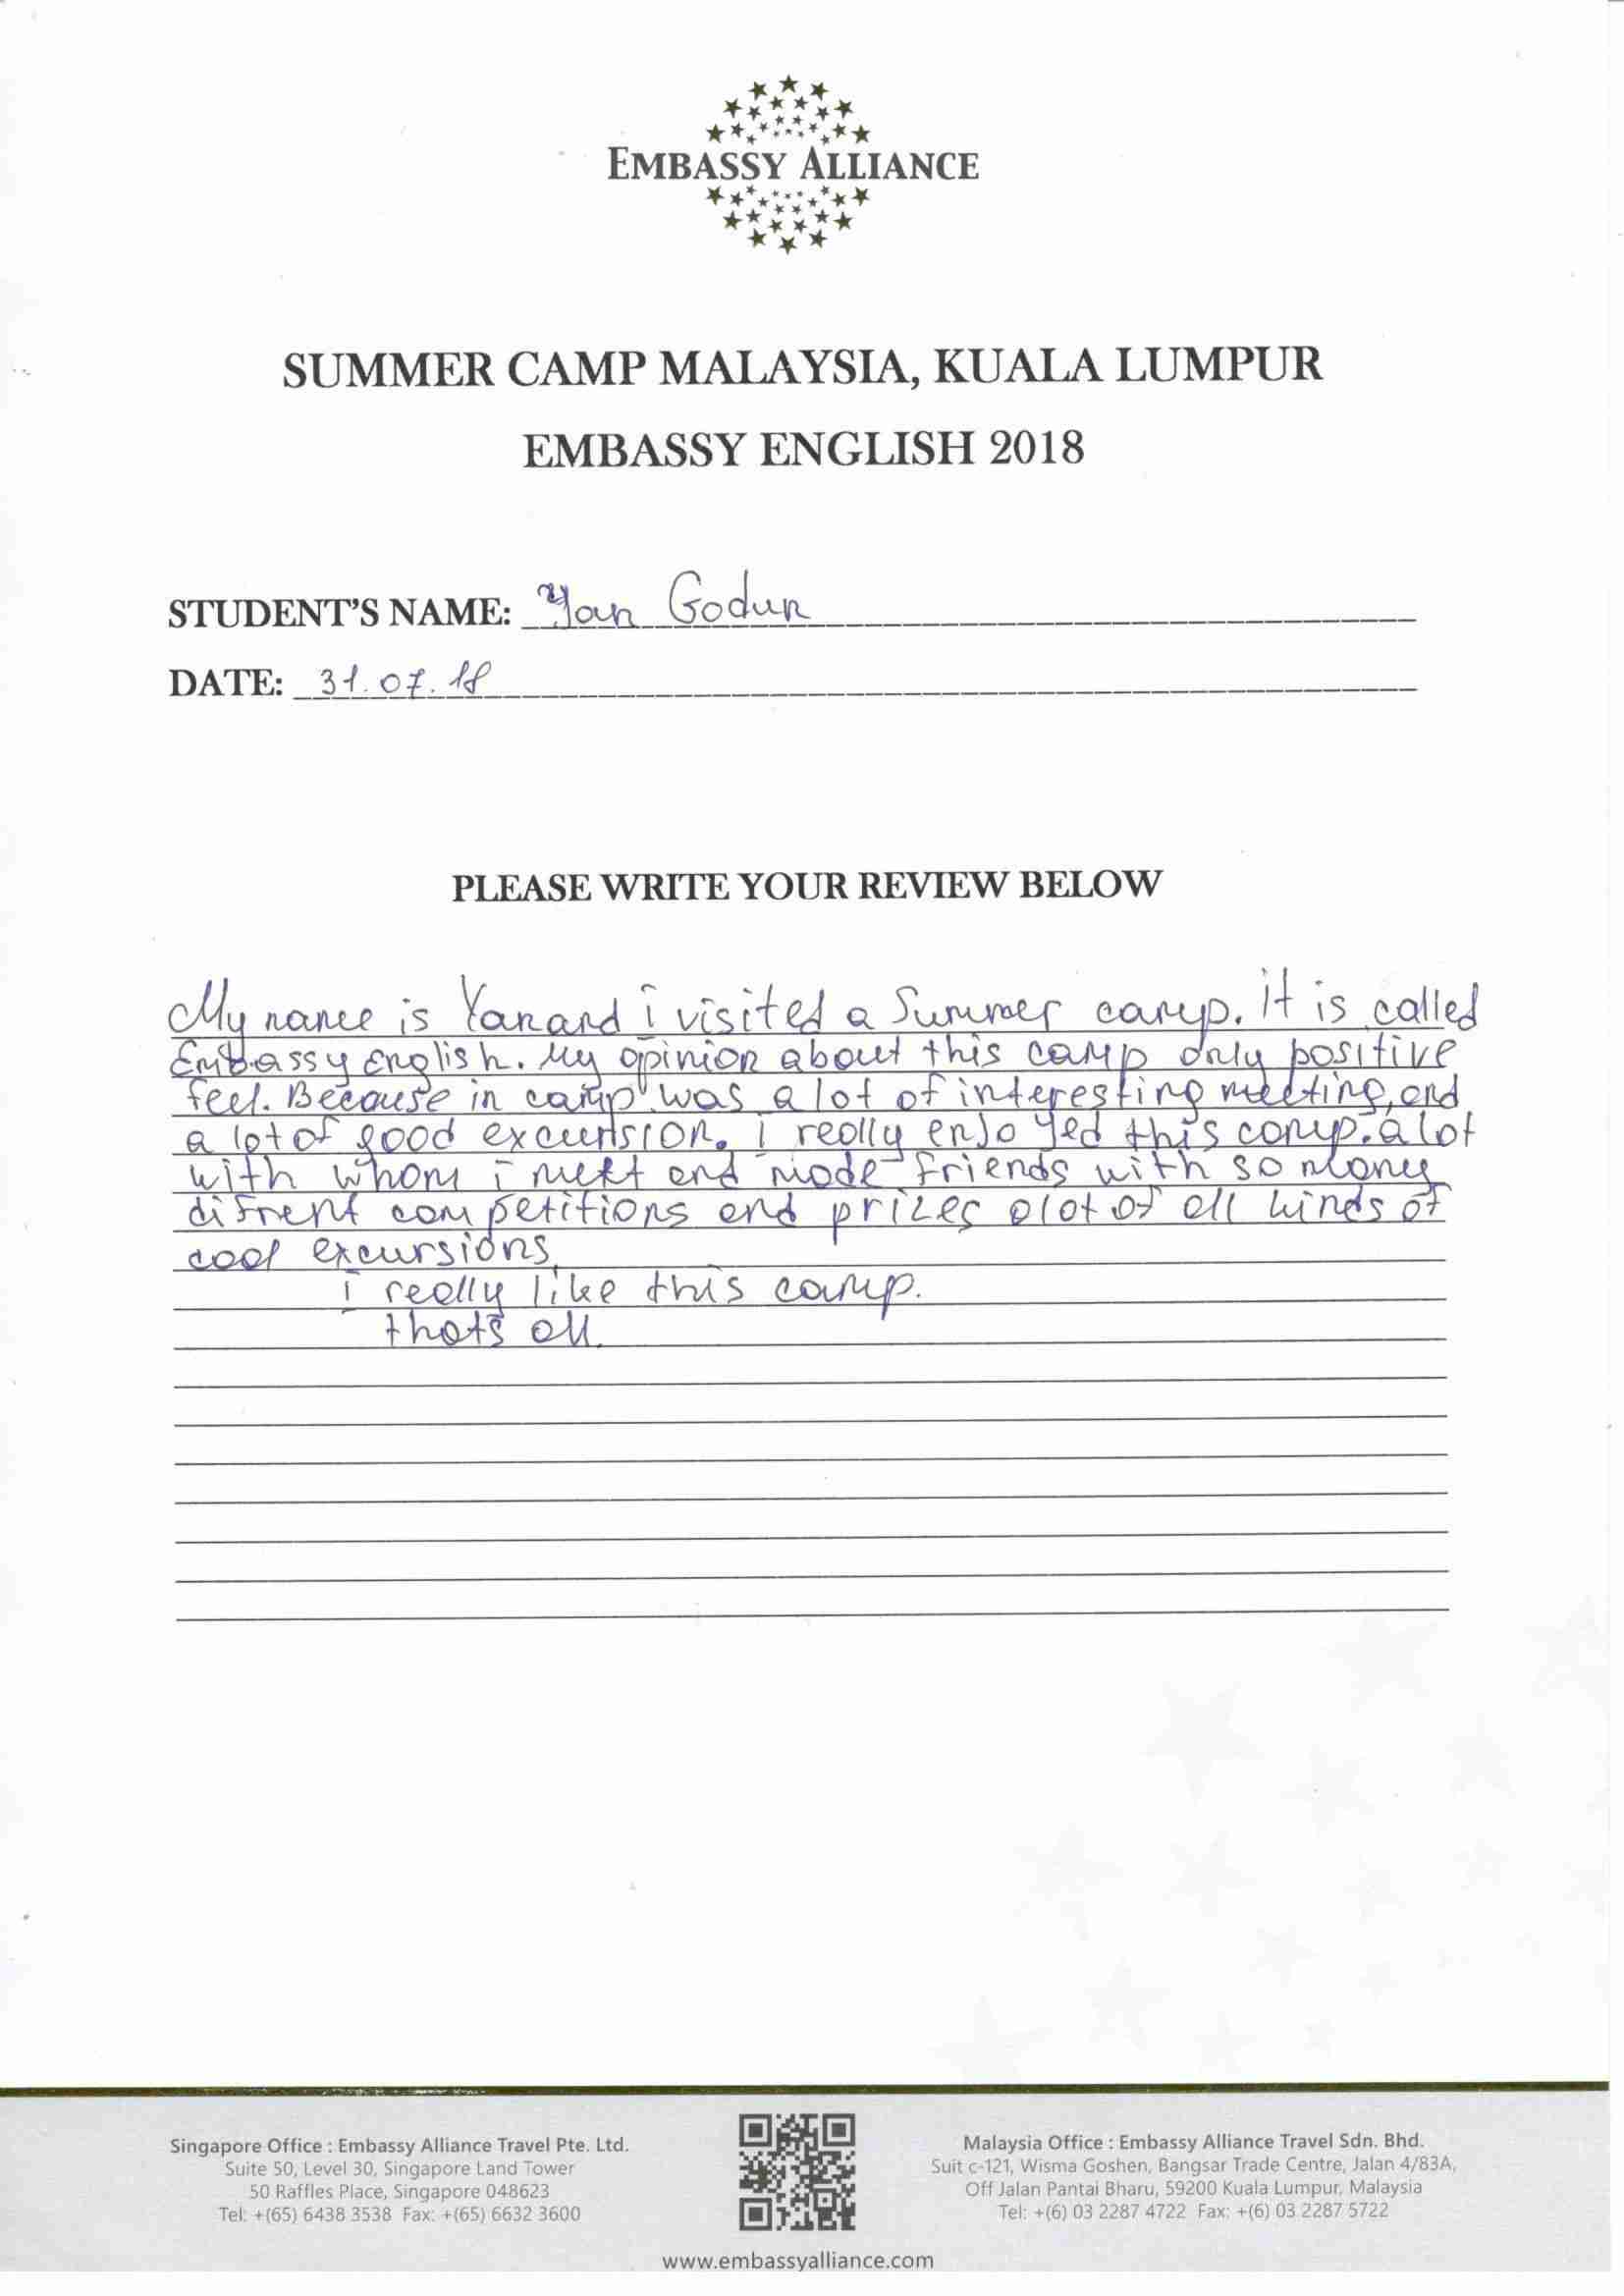 EMBASSY ALLIANCE
SUMMER CAMP MALAYSIA, KUALA LUMPUR
EMBASSY ENGLISH 2018
STUDENT'S NAME: Yan Godun
DATE: 31.07.18
PLEASE WRITE YOUR REVIEW BELOW
My name is Yan and i visited a Summer camp. it is called
Embassy English. My opinion about this camp only positive
feel. Because in camp was a lot of interesting meeting, and
a lot of good excursion. i really enjoyed this camp. a lot
with whom i meet and made friends with so many
difrent competitions and prizes alot of all kinds of
cool excursions,
i really like this camp.
that's all.
Singapore Office : Embassy Alliance Travel Pte. Ltd.
Suite 50, Level 30, Singapore Land Tower
50 Raffles Place, Singapore 048623
Tel: +(65) 6438 3538 Fax: +(65) 6632 3600
Malaysia Office : Embassy Alliance Travel Sdn. Bhd.
Suit c-121, Wisma Goshen, Bangsar Trade Centre, Jalan 4/83A,
Off Jalan Pantai Bharu, 59200 Kuala Lumpur, Malaysia
Tel: +(6) 03 2287 4722 Fax: +(6) 03 2287 5722
www.embassyalliance.com